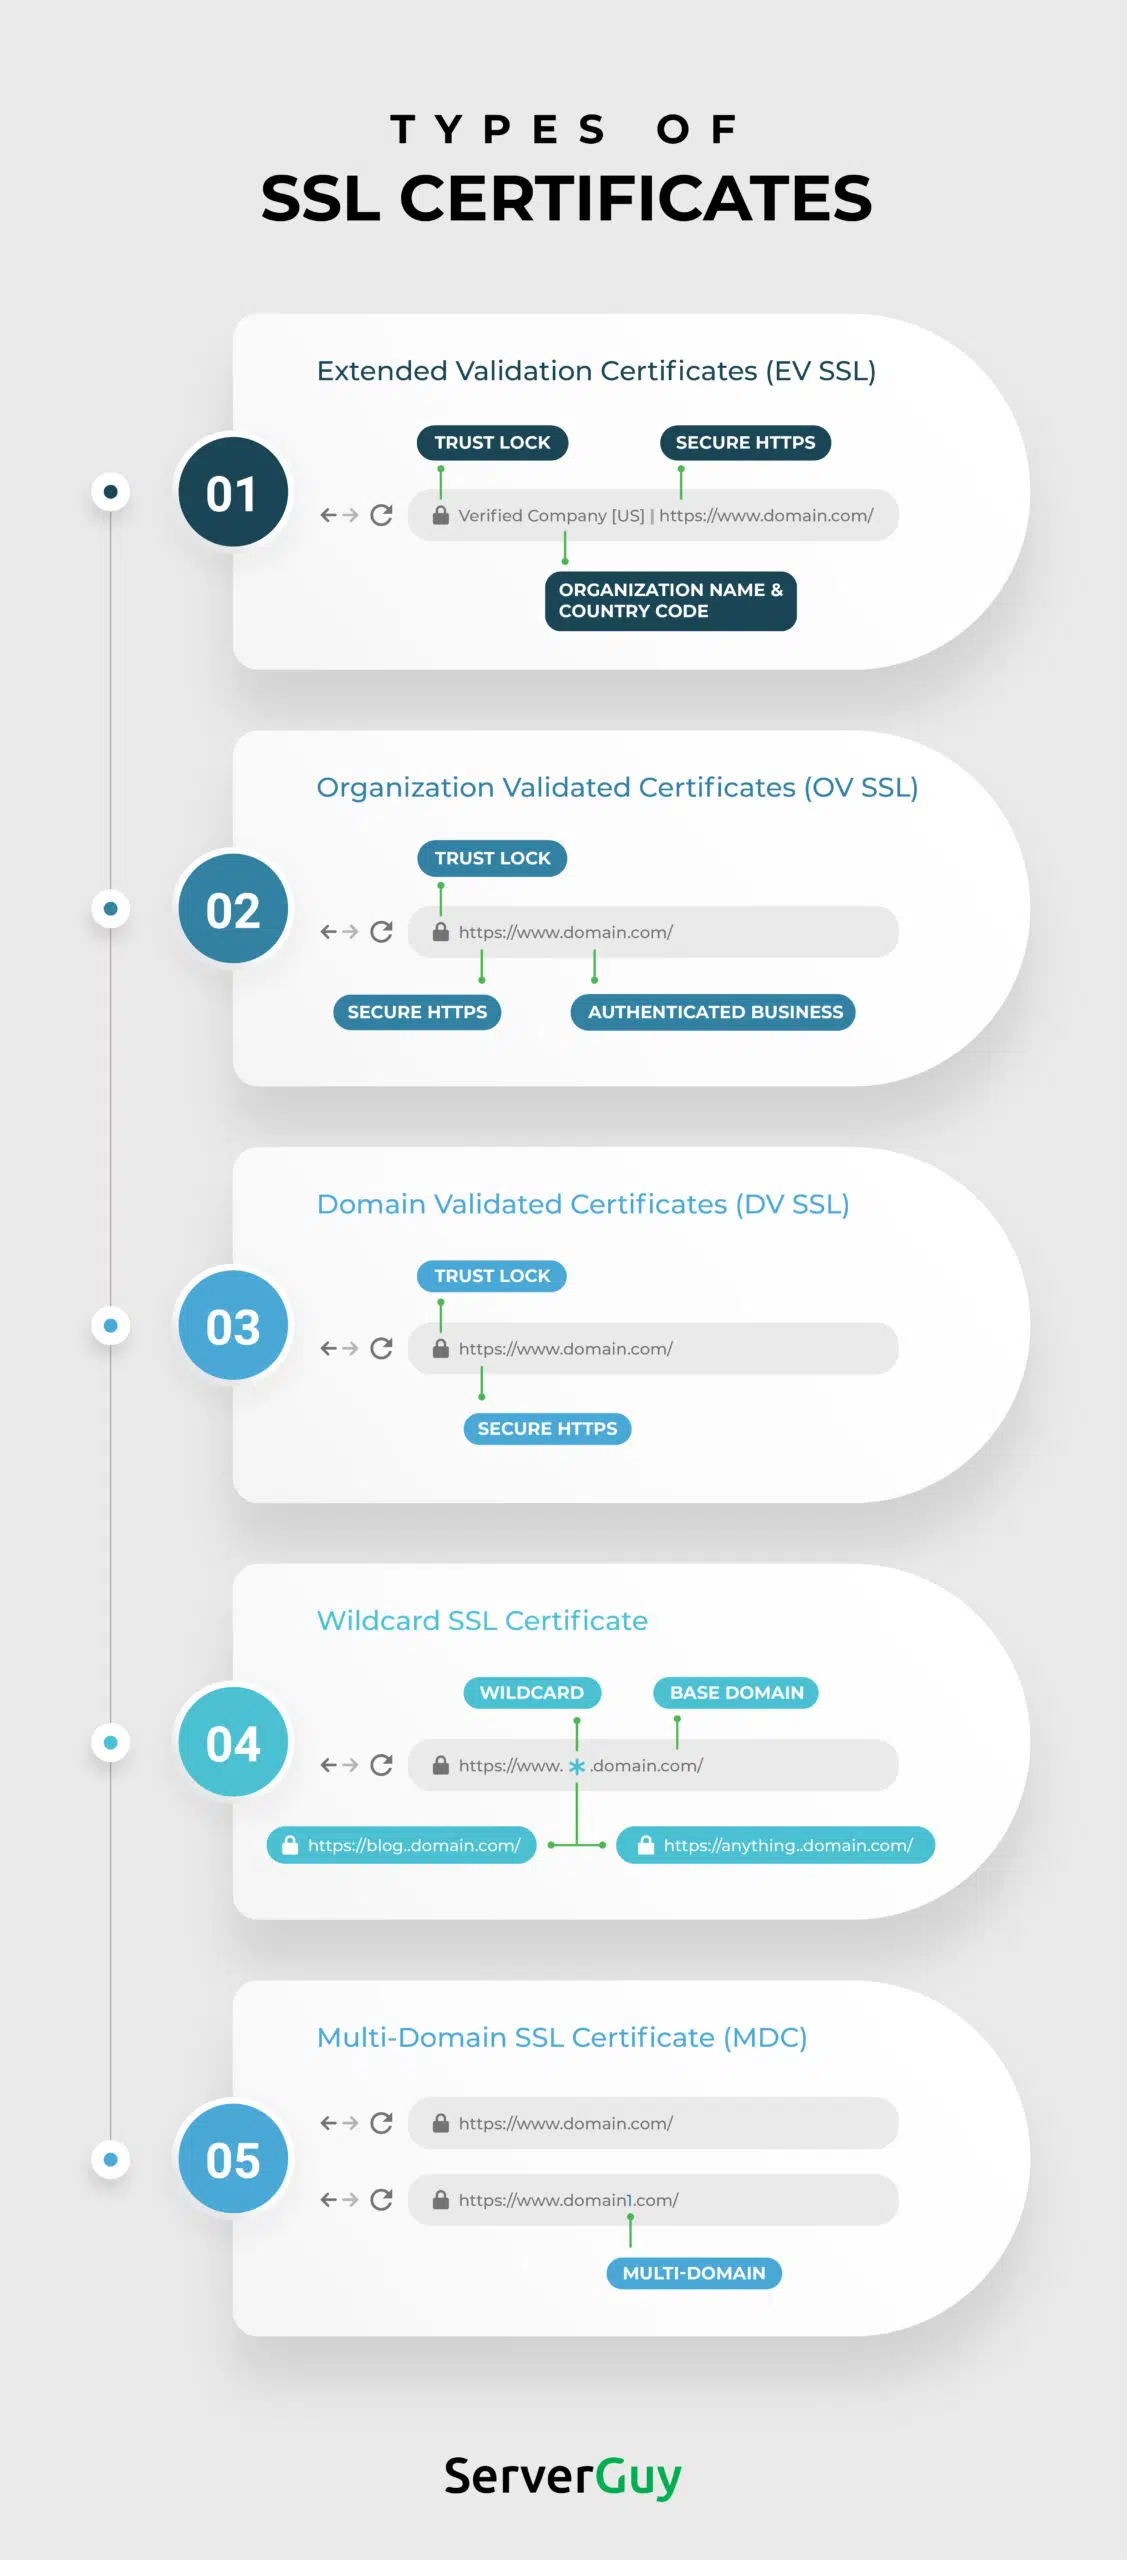 TYPES OF
SSL CERTIFICATES
Extended Validation Certificates (EV SSL)
01
TRUST LOCK
SECURE HTTPS
Verified Company [US] | https://www.domain.com/
ORGANIZATION NAME &
COUNTRY CODE
Organization Validated Certificates (OV SSL)
02
TRUST LOCK
https://www.domain.com/
SECURE HTTPS
AUTHENTICATED BUSINESS
Domain Validated Certificates (DV SSL)
03
TRUST LOCK
https://www.domain.com/
SECURE HTTPS
Wildcard SSL Certificate
04
WILDCARD
BASE DOMAIN
https://www. * .domain.com/
https://blog..domain.com/
https://anything..domain.com/
Multi-Domain SSL Certificate (MDC)
05
https://www.domain.com/
https://www.domain1.com/
MULTI-DOMAIN
ServerGuy